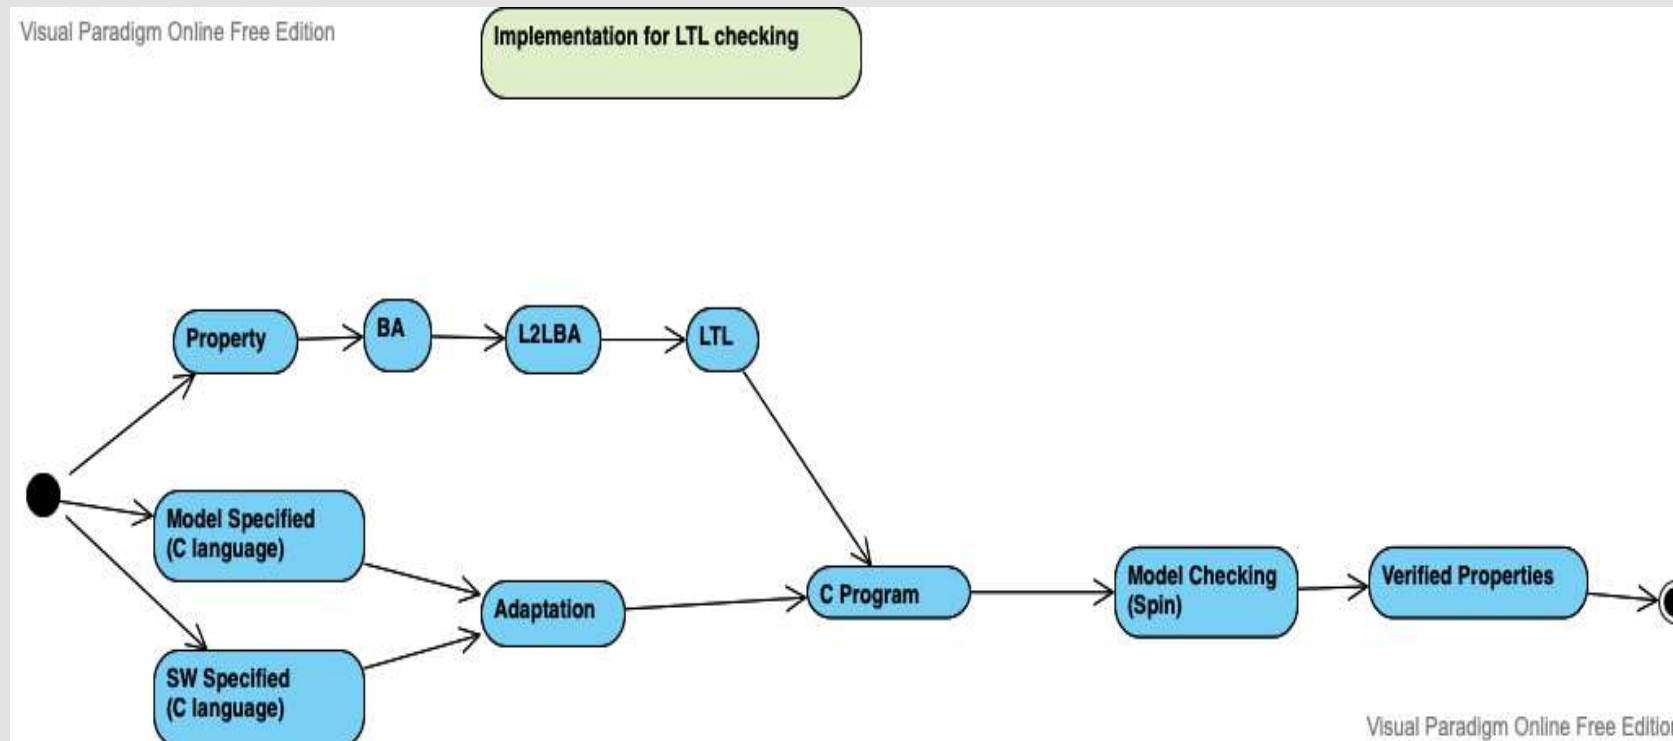 Visual Paradigm Online Free Edition
Implementation for LTL checking
Property
BA
L2LBA
LTL
Model Specified
(C language)
Adaptation
C Program
Model Checking
(Spin)
Verified Properties
SW Specified
(C language)
Visual Paradigm Online Free Edition